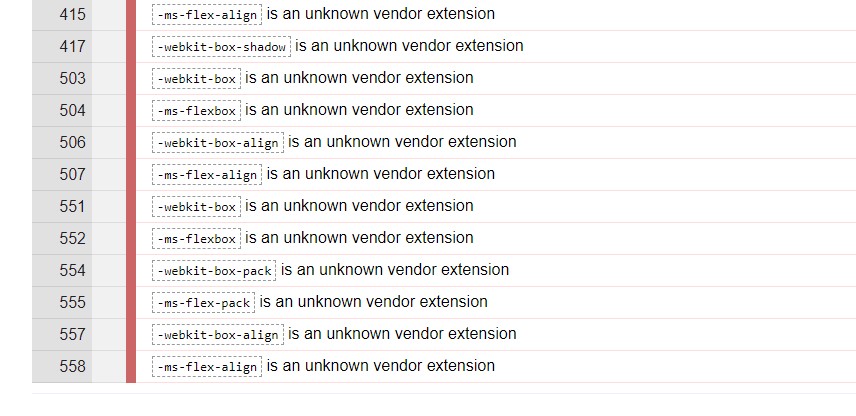 415 -ms-flex-align is an unknown vendor extension
417 -webkit-box-shadow is an unknown vendor extension
503 -webkit-box is an unknown vendor extension
504 -ms-flexbox is an unknown vendor extension
506 -webkit-box-align is an unknown vendor extension
507 -ms-flex-align is an unknown vendor extension
551 -webkit-box is an unknown vendor extension
552 -ms-flexbox is an unknown vendor extension
554 -webkit-box-pack is an unknown vendor extension
555 -ms-flex-pack is an unknown vendor extension
557 -webkit-box-align is an unknown vendor extension
558 -ms-flex-align is an unknown vendor extension